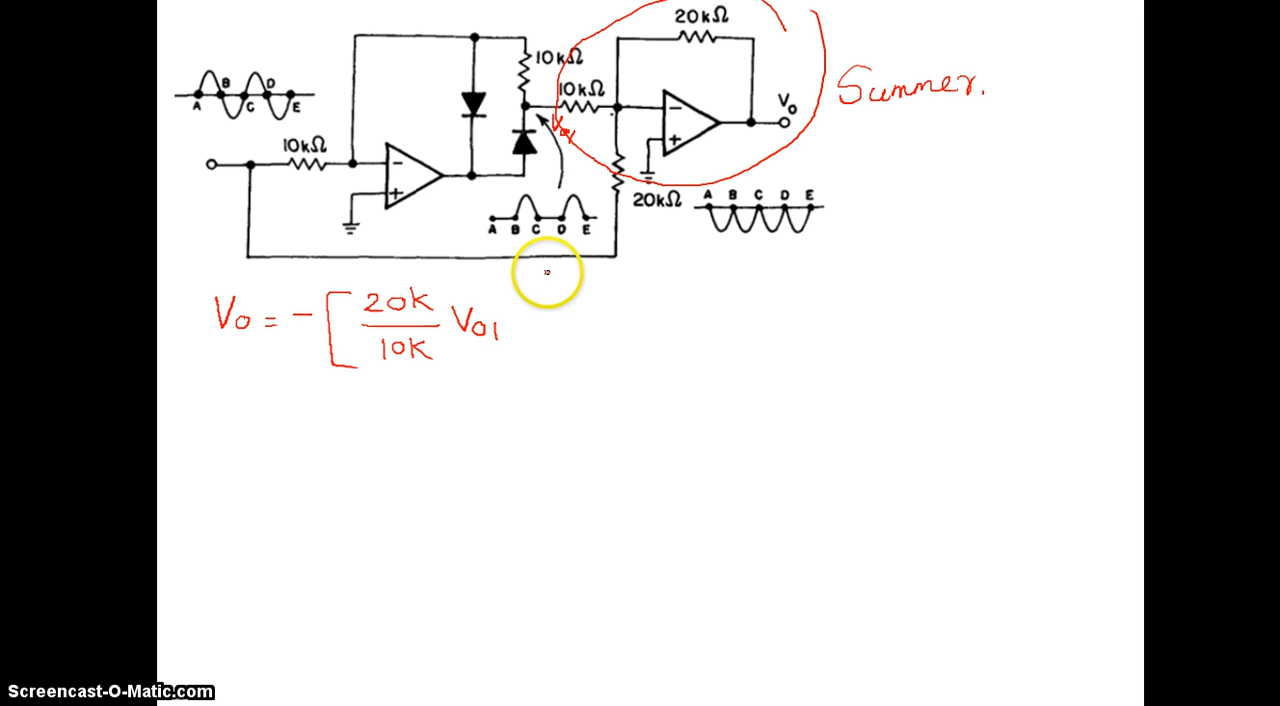 20kΩ
10kΩ
10kΩ
Summer.
B D
A C E
Vo
10kΩ
−
+
−
+
20kΩ
A B C D E
A B C D E
Vo = − [ 20k / 10k Vo1
Screencast-O-Matic.com